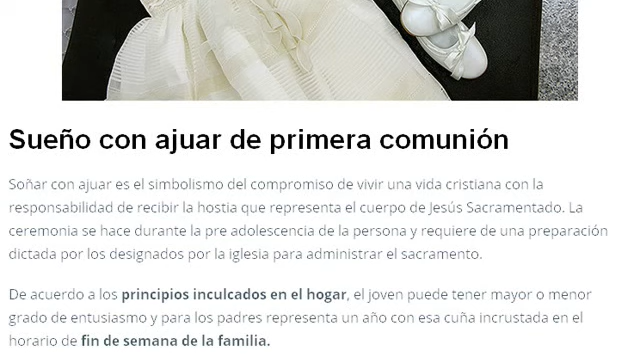 Sueño con ajuar de primera comunión
Soñar con ajuar es el simbolismo del compromiso de vivir una vida cristiana con la
responsabilidad de recibir la hostia que representa el cuerpo de Jesús Sacramentado. La
ceremonia se hace durante la pre adolescencia de la persona y requiere de una preparación
dictada por los designados por la iglesia para administrar el sacramento.
De acuerdo a los principios inculcados en el hogar, el joven puede tener mayor o menor
grado de entusiasmo y para los padres representa un año con esa cuña incrustada en el
horario de fin de semana de la familia.